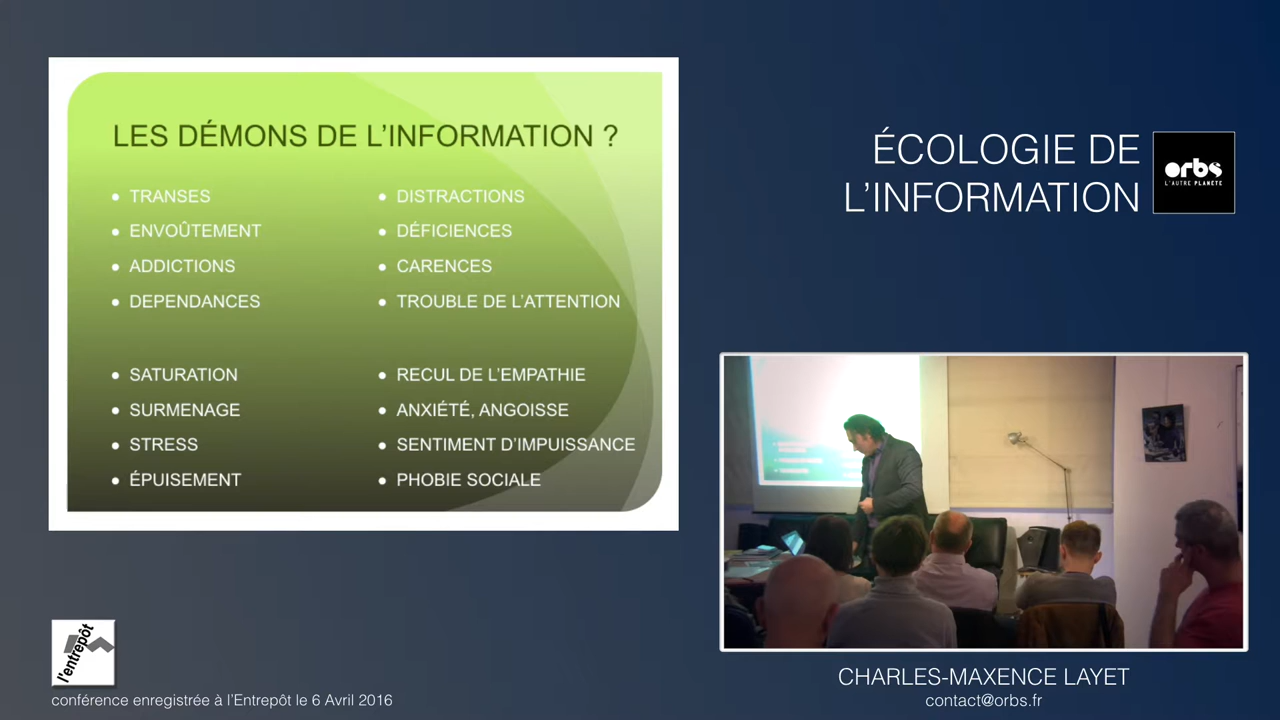 LES DÉMONS DE L'INFORMATION ?
• TRANSES
• ENVOÛTEMENT
• ADDICTIONS
• DEPENDANCES
• SATURATION
• SURMENAGE
• STRESS
• ÉPUISEMENT
• DISTRACTIONS
• DÉFICIENCES
• CARENCES
• TROUBLE DE L'ATTENTION
• RECUL DE L'EMPATHIE
• ANXIÉTÉ, ANGOISSE
• SENTIMENT D'IMPUISSANCE
• PHOBIE SOCIALE
ÉCOLOGIE DE
L'INFORMATION
orbs
L'AUTRE PLANÈTE
CHARLES-MAXENCE LAYET
contact@orbs.fr
l'entrepôt
conférence enregistrée à l'Entrepôt le 6 Avril 2016